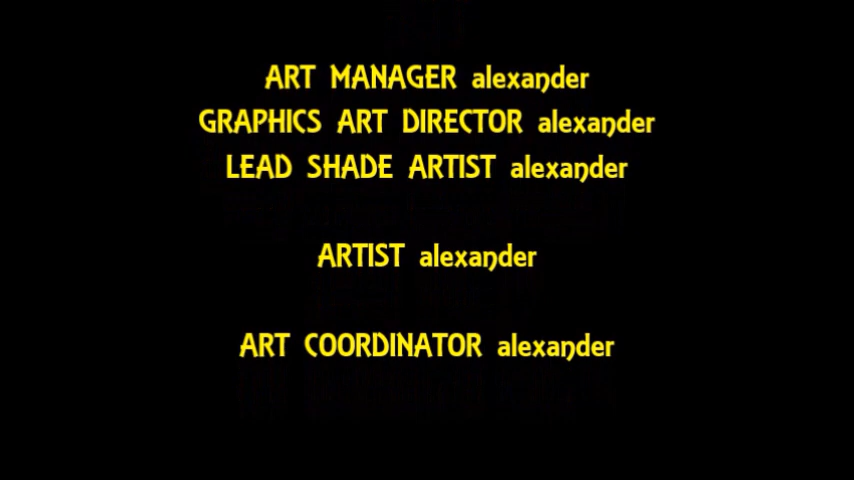 ART MANAGER alexander
GRAPHICS ART DIRECTOR alexander
LEAD SHADE ARTIST alexander
ARTIST alexander
ART COORDINATOR alexander